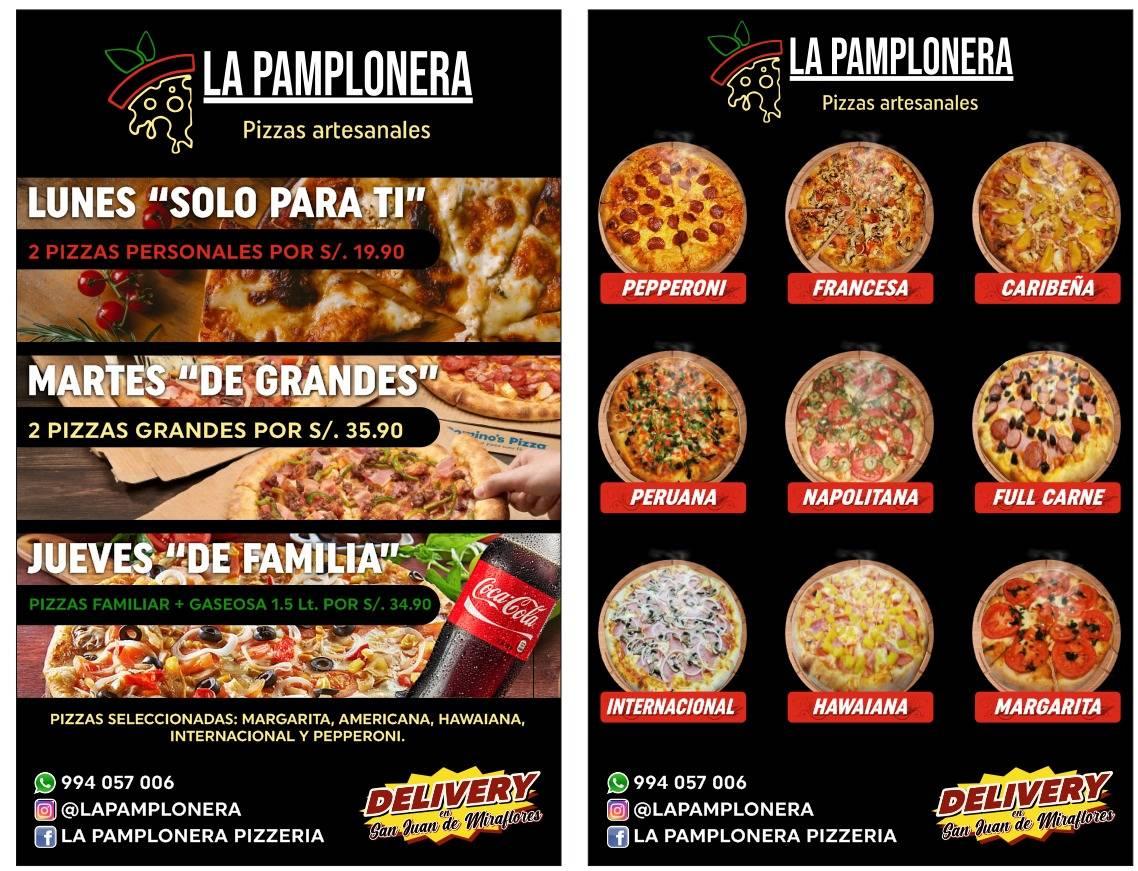 LA PAMPLONERA
Pizzas artesanales
LUNES “SOLO PARA TI”
2 PIZZAS PERSONALES POR S/. 19.90
MARTES “DE GRANDES”
2 PIZZAS GRANDES POR S/. 35.90
Domino's Pizza
JUEVES “DE FAMILIA”
PIZZAS FAMILIAR + GASEOSA 1.5 Lt. POR S/. 34.90
Coca-Cola
PIZZAS SELECCIONADAS: MARGARITA, AMERICANA, HAWAIANA,
INTERNACIONAL Y PEPPERONI.
994 057 006
@LAPAMPLONERA
LA PAMPLONERA PIZZERIA
DELIVERY
en
San Juan de Miraflores
LA PAMPLONERA
Pizzas artesanales
PEPPERONI
FRANCESA
CARIBEÑA
PERUANA
NAPOLITANA
FULL CARNE
INTERNACIONAL
HAWAIANA
MARGARITA
994 057 006
@LAPAMPLONERA
LA PAMPLONERA PIZZERIA
DELIVERY
en
San Juan de Miraflores